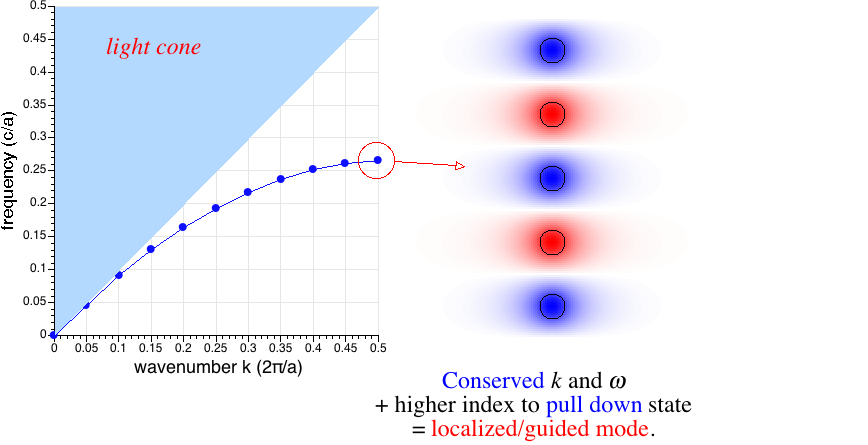 0.5
0.45
0.4
0.35
0.3
0.25
0.2
0.15
0.1
0.05
0
frequency (c/a)
light cone
0 0.05 0.1 0.15 0.2 0.25 0.3 0.35 0.4 0.45 0.5
wavenumber k (2π/a)
Conserved k and ω
+ higher index to pull down state
= localized/guided mode.